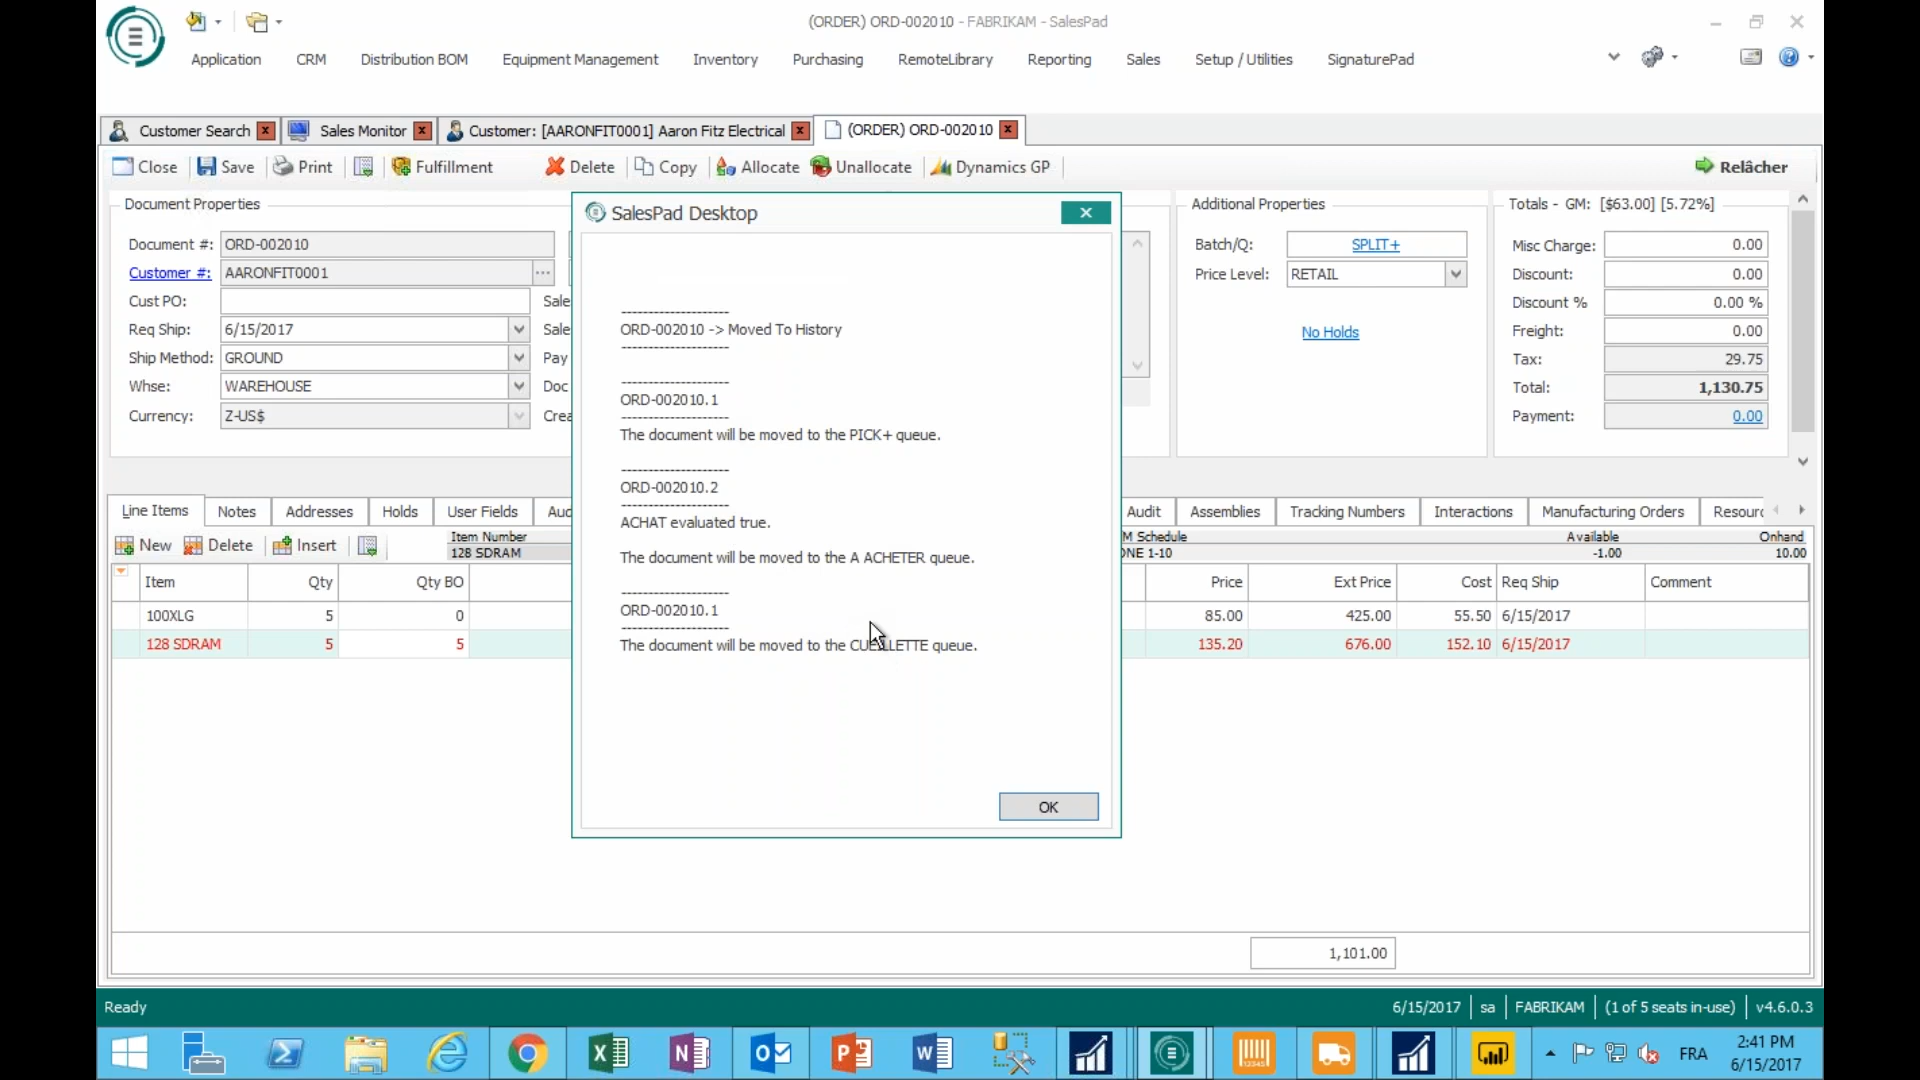 (ORDER) ORD-002010 - FABRIKAM - SalesPad
Application CRM Distribution BOM Equipment Management Inventory Purchasing RemoteLibrary Reporting Sales Setup / Utilities SignaturePad
Customer Search Sales Monitor Customer: [AARONFIT0001] Aaron Fitz Electrical (ORDER) ORD-002010
Close Save Print Fulfillment Delete Copy Allocate Unallocate Dynamics GP Relâcher
Document Properties
Document #: ORD-002010
Customer #: AARONFIT0001
Cust PO: Sale
Req Ship: 6/15/2017 Sale
Ship Method: GROUND Pay
Whse: WAREHOUSE Doc
Currency: Z-US$ Crea
SalesPad Desktop
--------------------
ORD-002010 -> Moved To History
--------------------
--------------------
ORD-002010.1
--------------------
The document will be moved to the PICK+ queue.
--------------------
ORD-002010.2
--------------------
ACHAT evaluated true.
The document will be moved to the A ACHETER queue.
--------------------
ORD-002010.1
--------------------
The document will be moved to the queue.
OK
Additional Properties
Batch/Q: SPLIT+
Price Level: RETAIL
No Holds
Totals - GM: [$63.00] [5.72%]
Misc Charge: 0.00
Discount: 0.00
Discount % 0.00 %
Freight: 0.00
Tax: 29.75
Total: 1,130.75
Payment: 0.00
Line Items Notes Addresses Holds User Fields Aud Audit Assemblies Tracking Numbers Interactions Manufacturing Orders Resourc
New Delete Insert
Item Number M Schedule Available Onhand
128 SDRAM ONE 1-10 -1.00 10.00
Item Qty Qty BO Price Ext Price Cost Req Ship Comment
100XLG 5 0 85.00 425.00 55.50 6/15/2017
128 SDRAM 5 5 135.20 676.00 152.10 6/15/2017
1,101.00
Ready 6/15/2017 sa FABRIKAM (1 of 5 seats in-use) v4.6.0.3
FRA 2:41 PM
6/15/2017